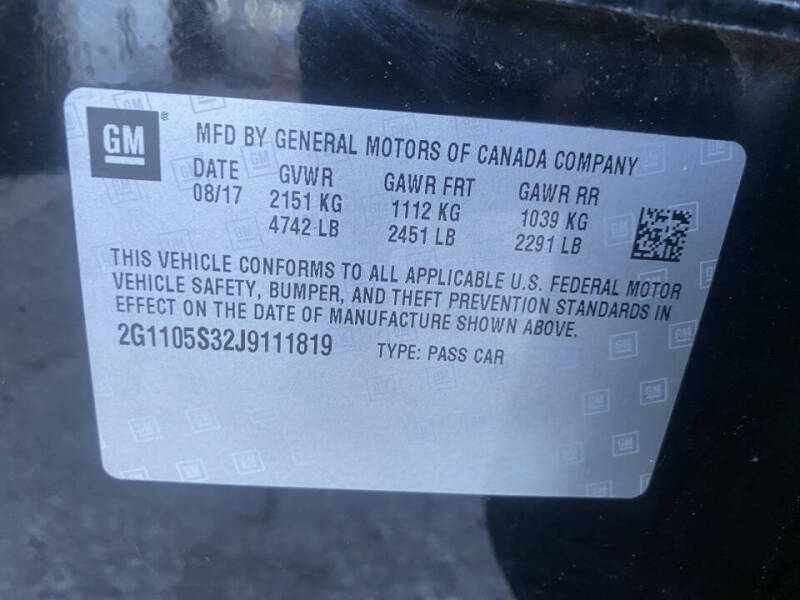 GM
MFD BY GENERAL MOTORS OF CANADA COMPANY
DATE GVWR GAWR FRT GAWR RR
08/17 2151 KG 1112 KG 1039 KG
4742 LB 2451 LB 2291 LB
THIS VEHICLE CONFORMS TO ALL APPLICABLE U.S. FEDERAL MOTOR
VEHICLE SAFETY, BUMPER, AND THEFT PREVENTION STANDARDS IN
EFFECT ON THE DATE OF MANUFACTURE SHOWN ABOVE.
2G1105S32J9111819 TYPE: PASS CAR